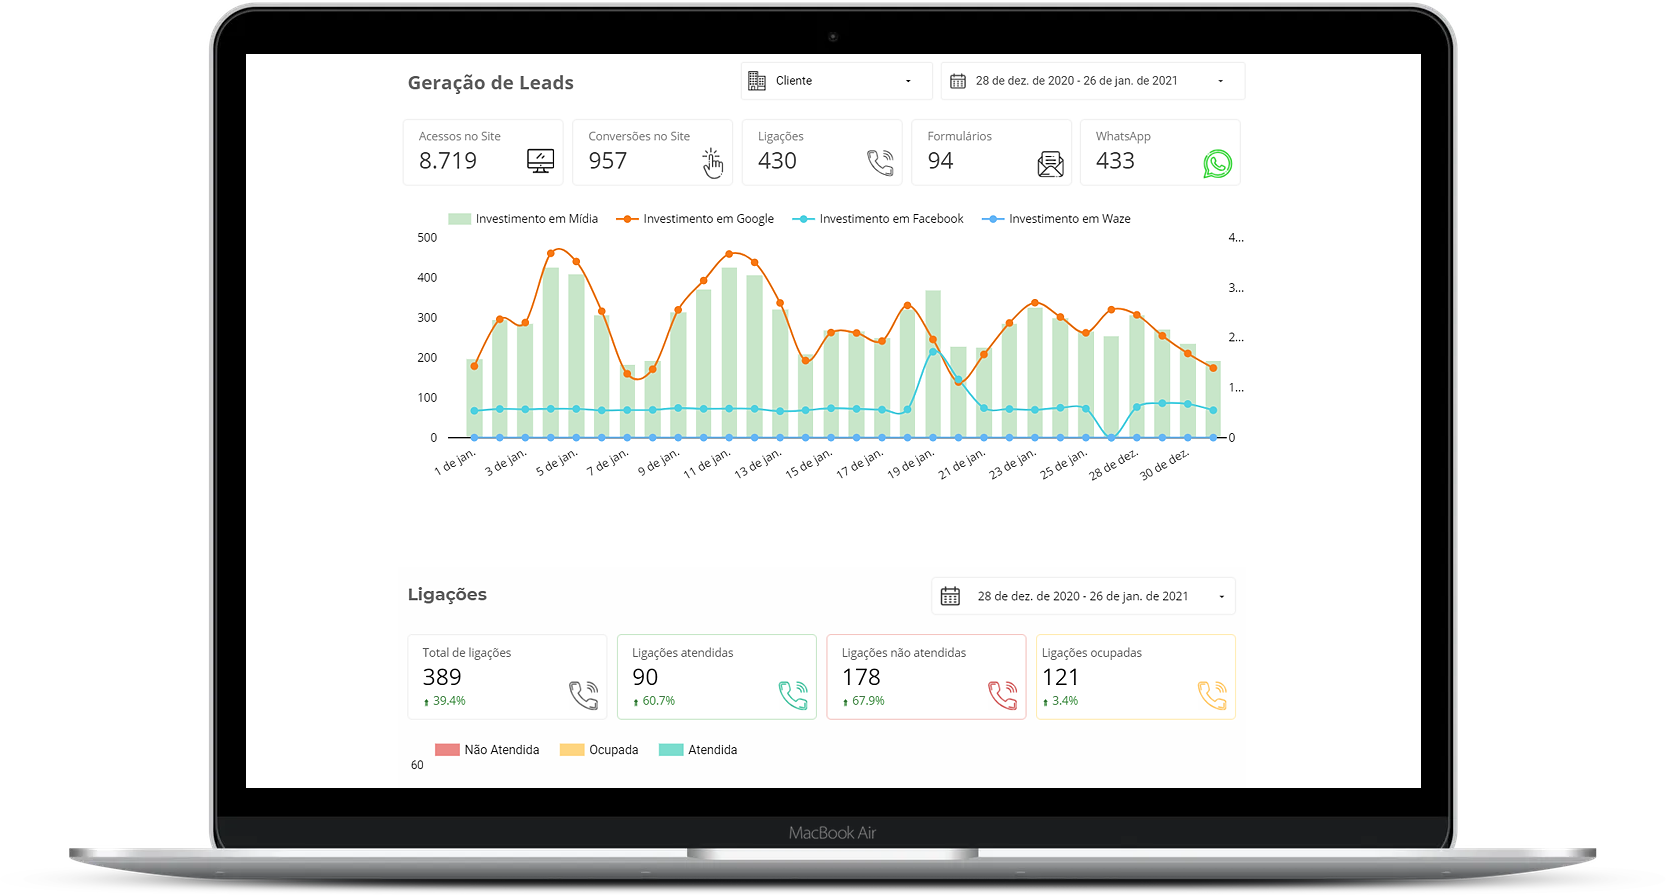 Geração de Leads
Cliente
28 de dez. de 2020 - 26 de jan. de 2021
Acessos no Site
8.719
Conversões no Site
957
Ligações
430
Formulários
94
WhatsApp
433
Investimento em Mídia Investimento em Google Investimento em Facebook Investimento em Waze
500
400
300
200
100
0
4...
3...
2...
1...
0
1 de jan. 3 de jan. 5 de jan. 7 de jan. 9 de jan. 11 de jan. 13 de jan. 15 de jan. 17 de jan. 19 de jan. 21 de jan. 23 de jan. 25 de jan. 28 de dez. 30 de dez.
Ligações
28 de dez. de 2020 - 26 de jan. de 2021
Total de ligações
389
39.4%
Ligações atendidas
90
60.7%
Ligações não atendidas
178
67.9%
Ligações ocupadas
121
3.4%
Não Atendida Ocupada Atendida
60
MacBook Air